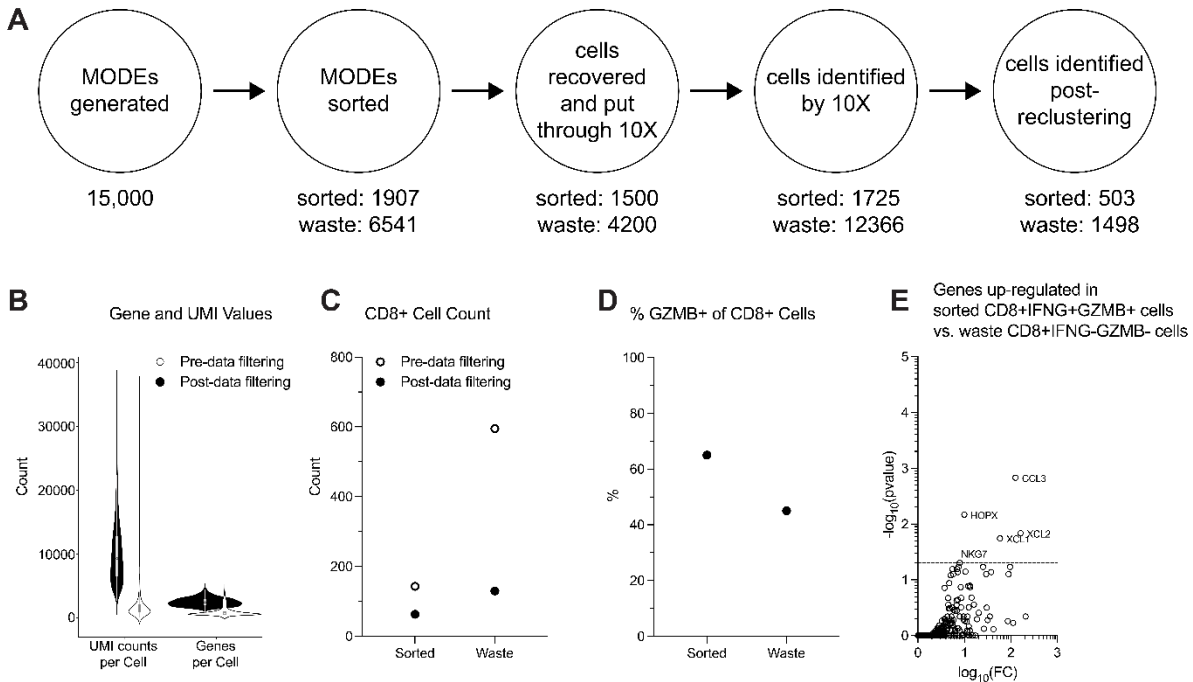 A
MODEs
generated
MODEs
sorted
cells
recovered
and put
through 10X
cells identified
by 10X
cells identified
post-
reclustering
15,000
sorted: 1907
waste: 6541
sorted: 1500
waste: 4200
sorted: 1725
waste: 12366
sorted: 503
waste: 1498
B
Gene and UMI Values
Pre-data filtering
Post-data filtering
Count
40000
30000
20000
10000
0
UMI counts
per Cell
Genes
per Cell
C
CD8+ Cell Count
Pre-data filtering
Post-data filtering
Count
800
600
400
200
0
Sorted
Waste
D
% GZMB+ of CD8+ Cells
%
100
80
60
40
20
0
Sorted
Waste
E
Genes up-regulated in
sorted CD8+IFNG+GZMB+ cells
vs. waste CD8+IFNG-GZMB- cells
-log10(pvalue)
5
4
3
2
1
0
CCL3
HOPX
XCL1
XCL2
NKG7
0
1
2
3
log10(FC)